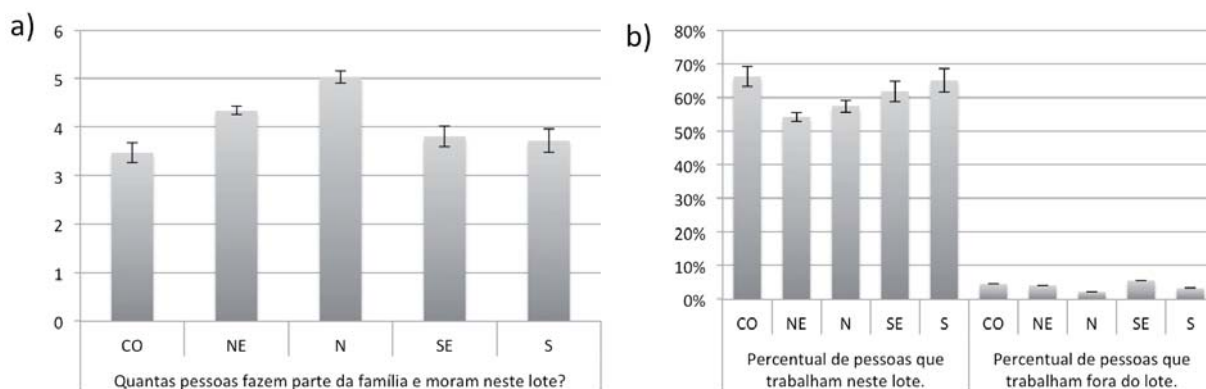 a)
6
5
4
3
2
1
0
CO NE N SE S
Quantas pessoas fazem parte da família e moram neste lote?
b)
80%
70%
60%
50%
40%
30%
20%
10%
0%
CO NE N SE S CO NE N SE S
Percentual de pessoas que
trabalham neste lote.
Percentual de pessoas que
trabalham fora do lote.